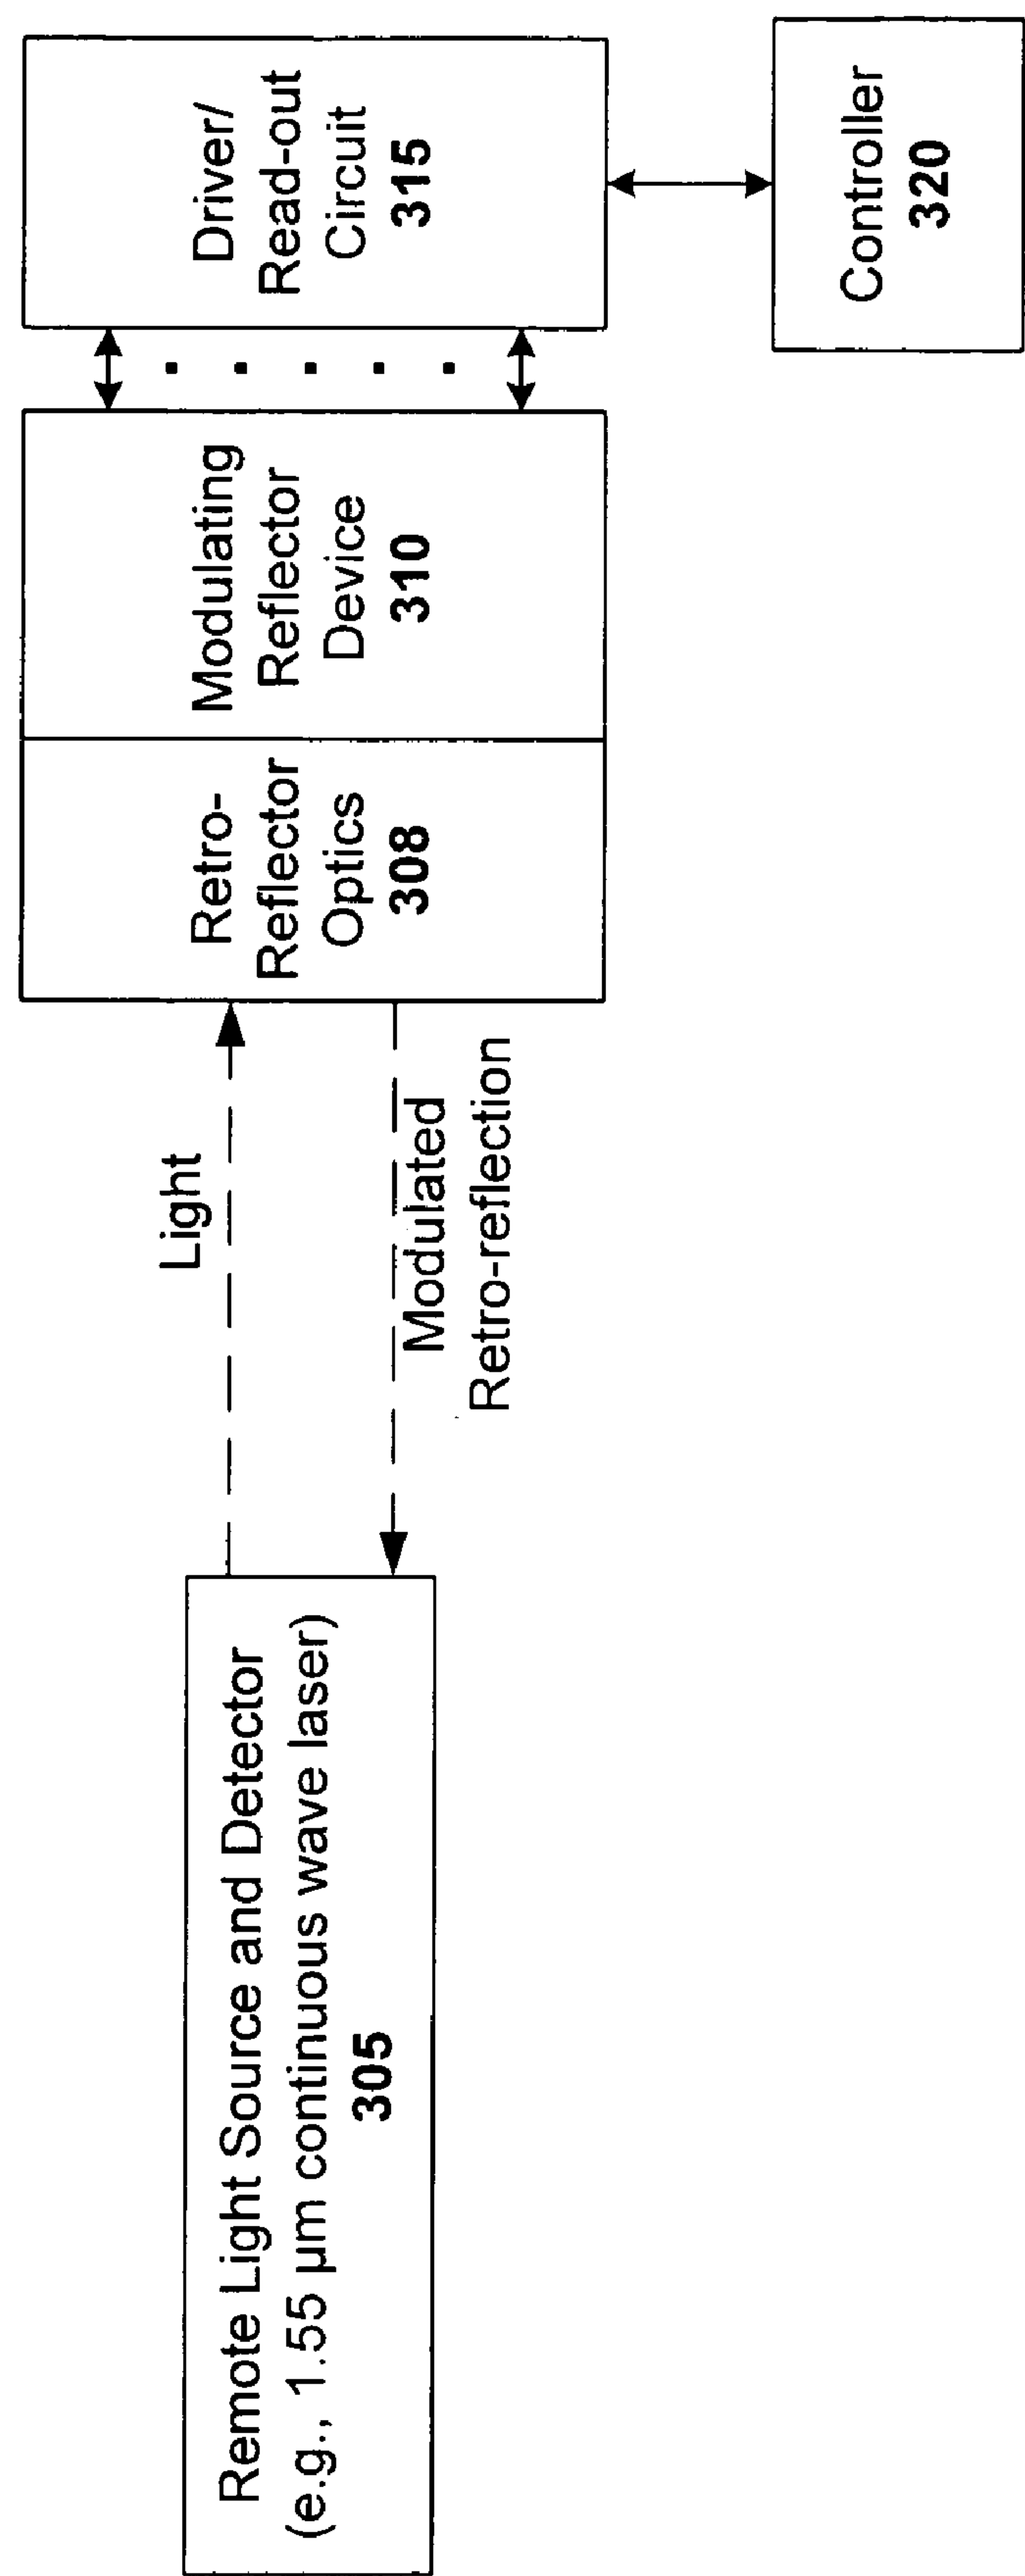 Remote Light Source and Detector
(e.g., 1.55 µm continuous wave laser)
305
Light
Modulated
Retro-reflection
Retro-
Reflector
Optics
308
Modulating
Reflector
Device
310
Driver/
Read-out
Circuit
315
Controller
320